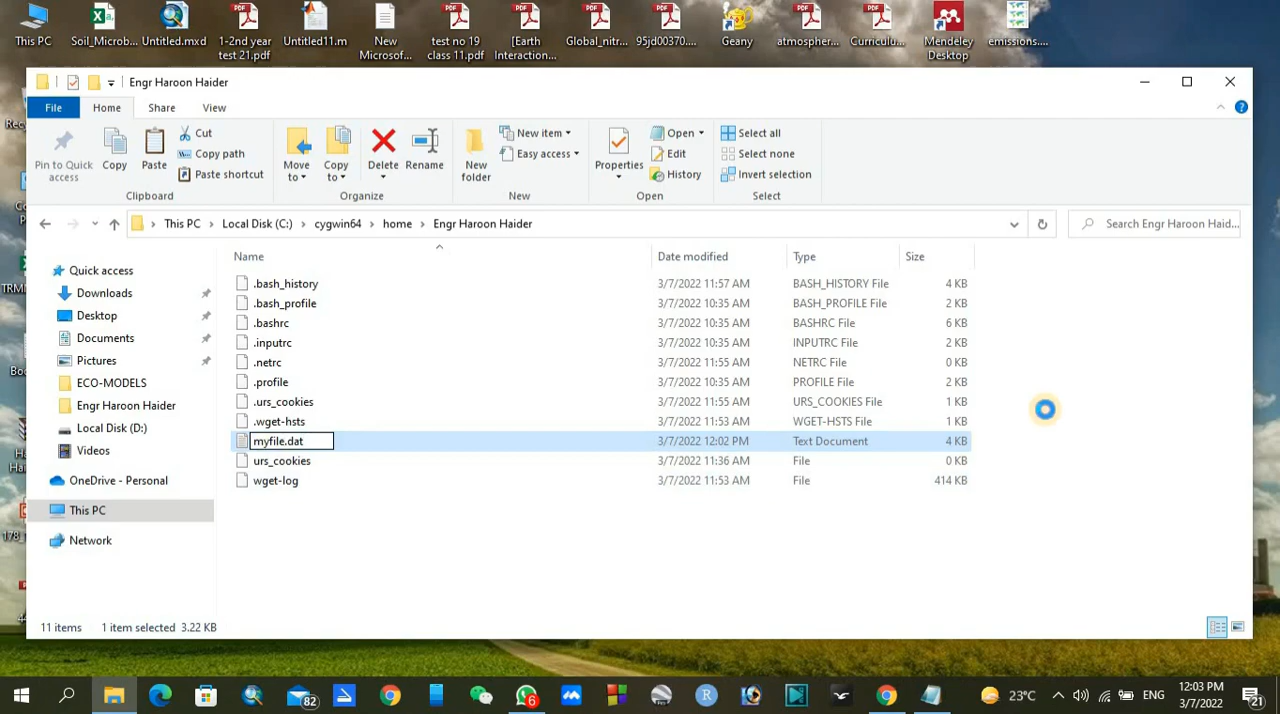 This PC
Soil_Microb...
Untitled.mxd
1-2nd year
test 21.pdf
Untitled11.m
New
Microsof...
test no 19
class 11.pdf
[Earth
Interaction...
Global_nitr...
95jd00370....
Geany
atmospher...
Curriculu...
Mendeley
Desktop
emissions....
Engr Haroon Haider
File
Home
Share
View
Pin to Quick
access
Copy
Paste
Cut
Copy path
Paste shortcut
Clipboard
Move
to
Copy
to
Delete
Rename
Organize
New
folder
New item
Easy access
New
Properties
Open
Edit
History
Open
Select all
Select none
Invert selection
Select
This PC > Local Disk (C:) > cygwin64 > home > Engr Haroon Haider
Search Engr Haroon Haid...
Name Date modified Type Size
Quick access
Downloads
Desktop
Documents
Pictures
ECO-MODELS
Engr Haroon Haider
Local Disk (D:)
Videos
OneDrive - Personal
This PC
Network
.bash_history 3/7/2022 11:57 AM BASH_HISTORY File 4 KB
.bash_profile 3/7/2022 10:35 AM BASH_PROFILE File 2 KB
.bashrc 3/7/2022 10:35 AM BASHRC File 6 KB
.inputrc 3/7/2022 10:35 AM INPUTRC File 2 KB
.netrc 3/7/2022 11:55 AM NETRC File 0 KB
.profile 3/7/2022 10:35 AM PROFILE File 2 KB
.urs_cookies 3/7/2022 11:55 AM URS_COOKIES File 1 KB
.wget-hsts 3/7/2022 11:53 AM WGET-HSTS File 1 KB
myfile.dat 3/7/2022 12:02 PM Text Document 4 KB
urs_cookies 3/7/2022 11:36 AM File 0 KB
wget-log 3/7/2022 11:53 AM File 414 KB
11 items 1 item selected 3.22 KB
82
6
23°C
ENG
12:03 PM
3/7/2022
21